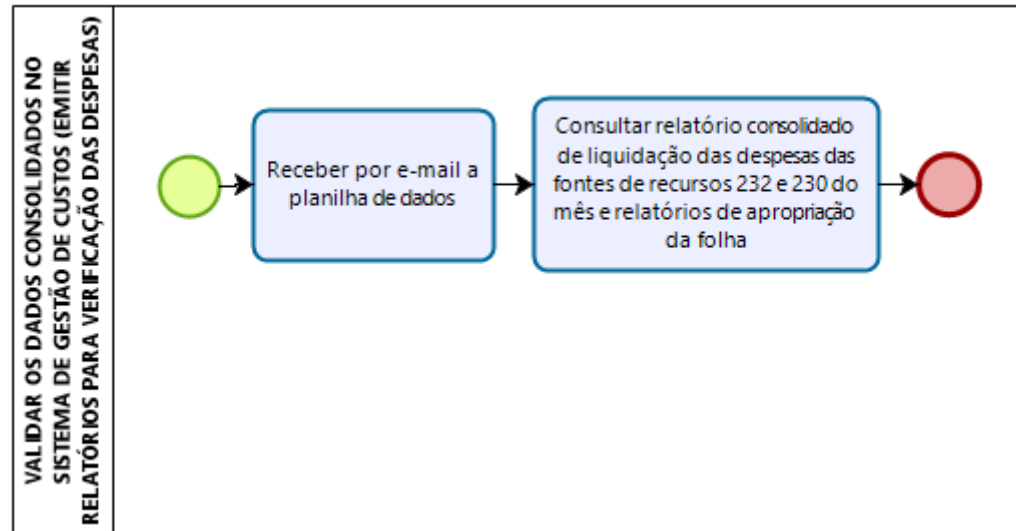 VALIDAR OS DADOS CONSOLIDADOS NO
SISTEMA DE GESTÃO DE CUSTOS (EMITIR
RELATÓRIOS PARA VERIFICAÇÃO DAS DESPESAS)
Receber por e-mail a
planilha de dados
Consultar relatório consolidado
de liquidação das despesas das
fontes de recursos 232 e 230 do
mês e relatórios de apropriação
da folha